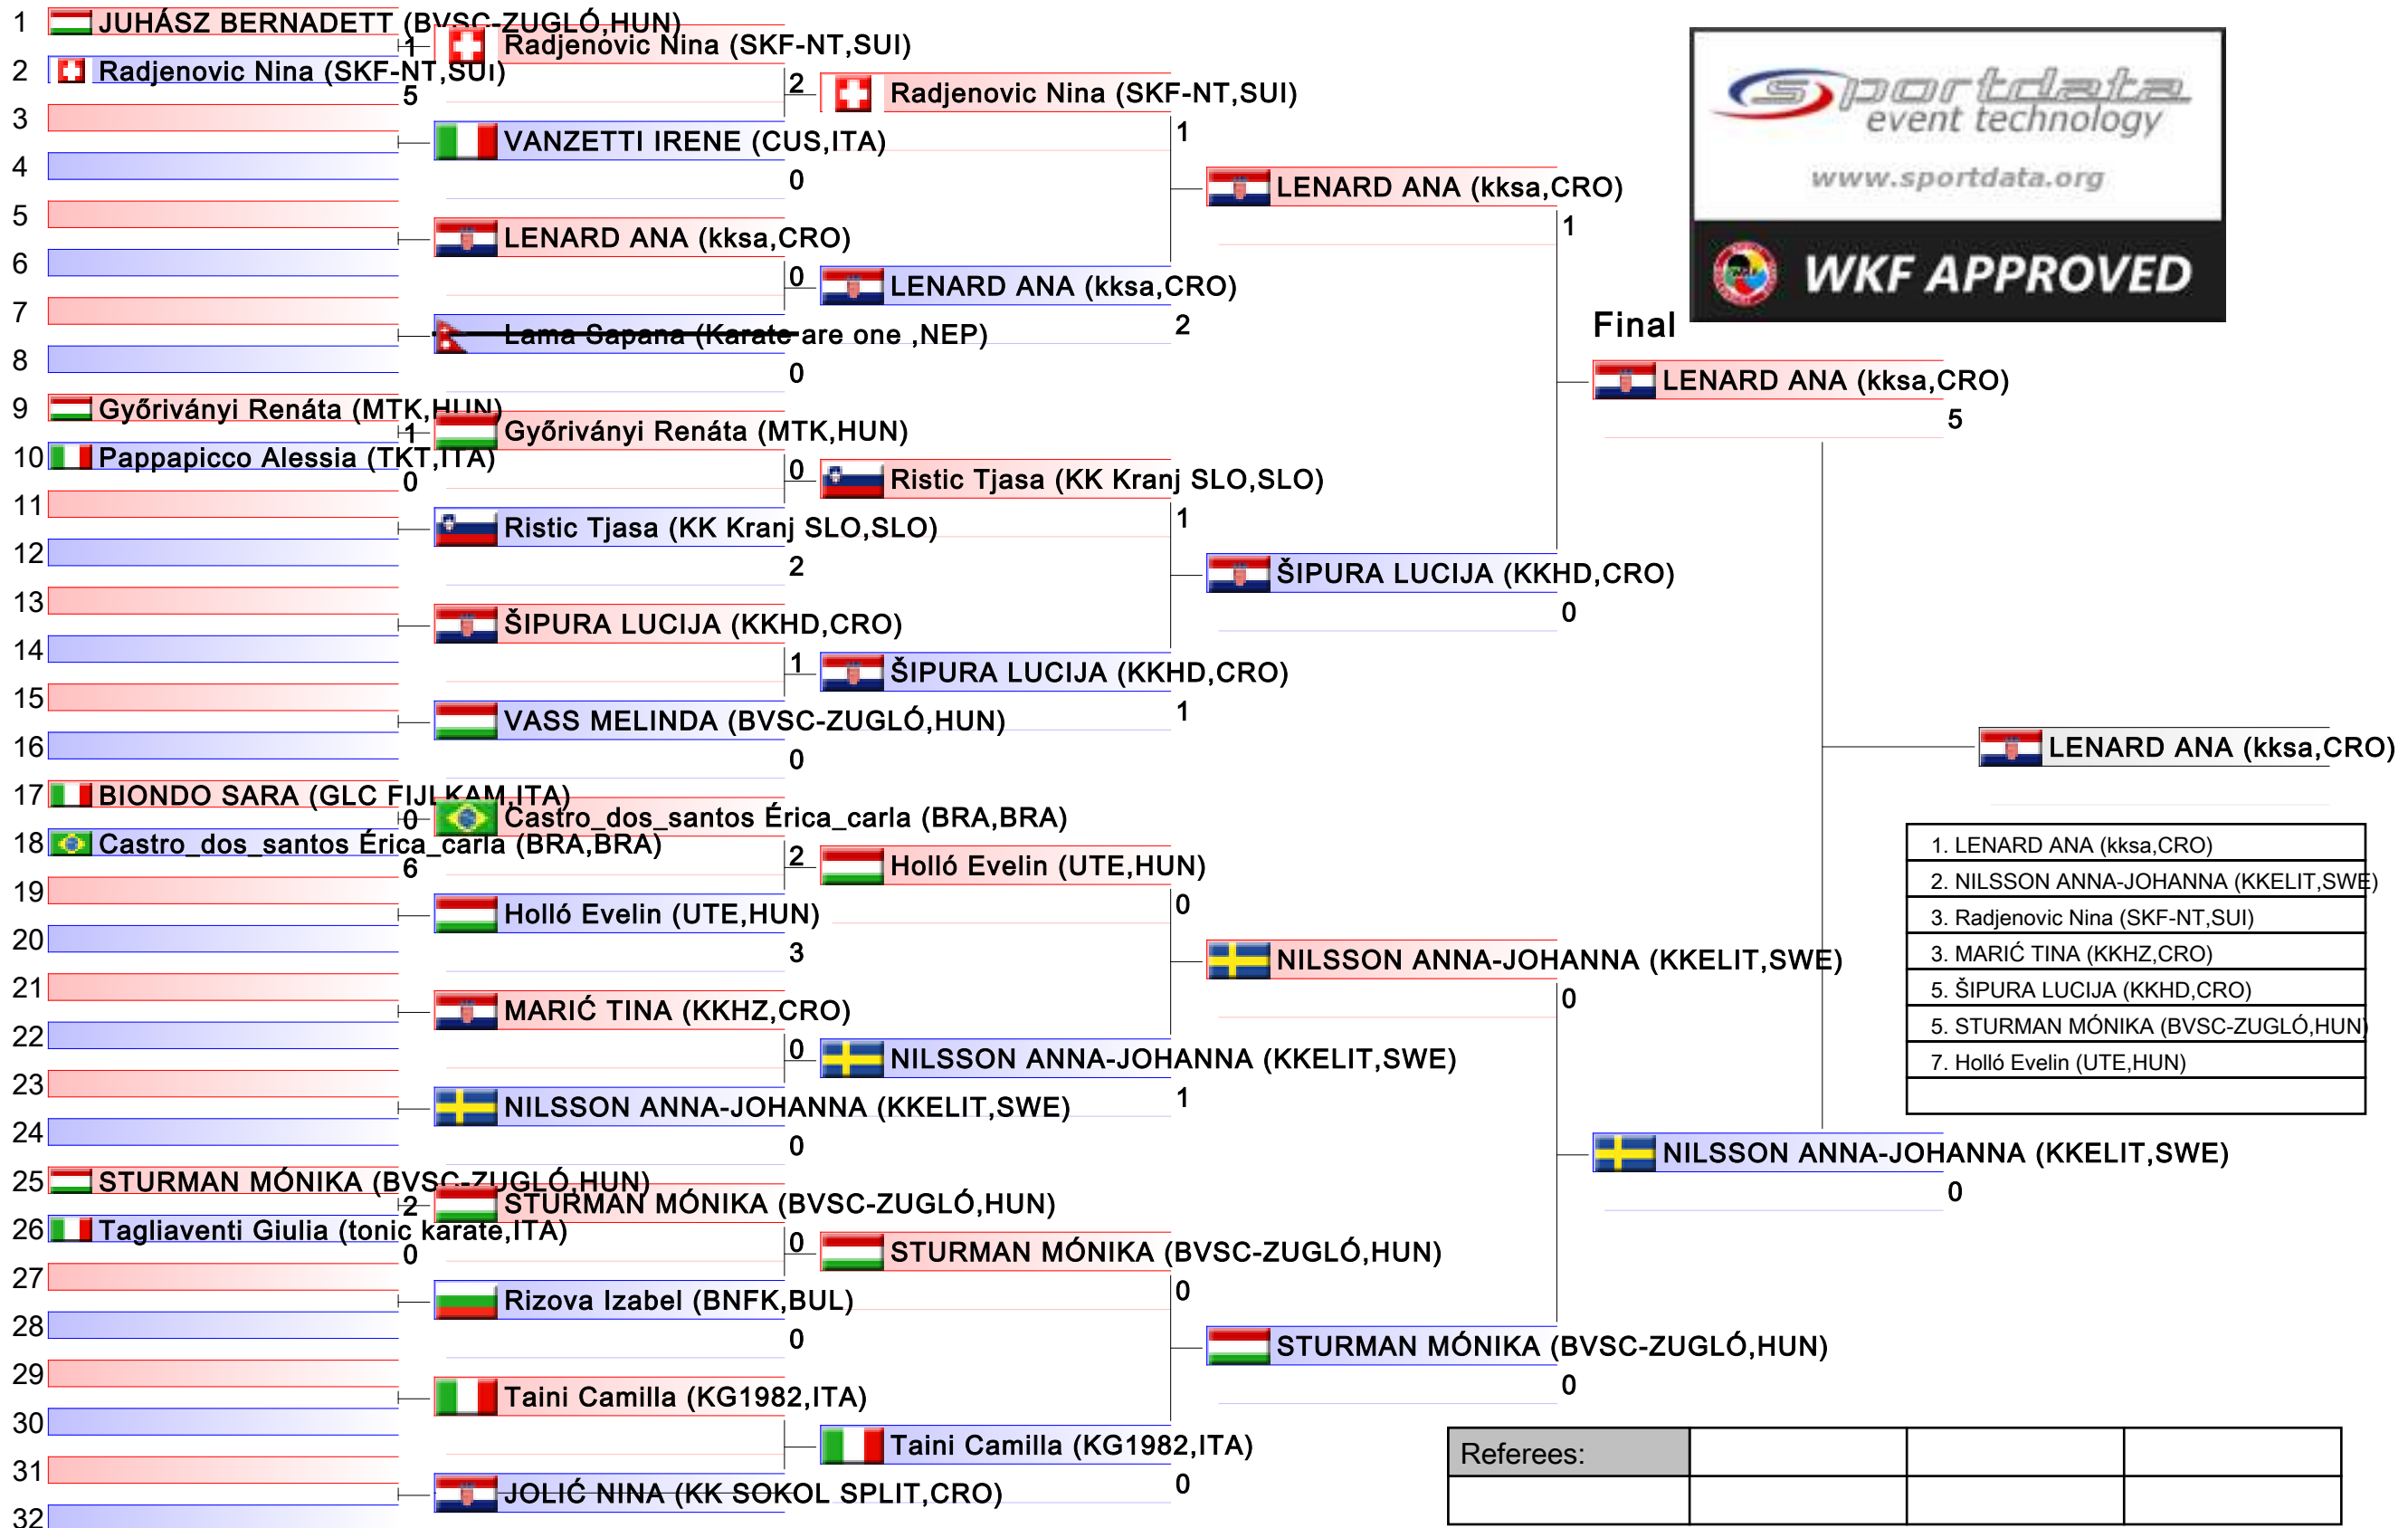 1 JUHÁSZ BERNADETT (BVSC-ZUGLÓ,HUN)
1
2 Radjenovic Nina (SKF-NT,SUI)
5
3
4
5
6
7
8
9 Győriványi Renáta (MTK,HUN)
1
10 Pappapicco Alessia (TKT,ITA)
0
11
12
13
14
15
16
17 BIONDO SARA (GLC FIJLKAM,ITA)
0
18 Castro_dos_santos Érica_carla (BRA,BRA)
6
19
20
21
22
23
24
25 STURMAN MÓNIKA (BVSC-ZUGLÓ,HUN)
2
26 Tagliaventi Giulia (tonic karate,ITA)
0
27
28
29
30
31
32
Radjenovic Nina (SKF-NT,SUI)
2
VANZETTI IRENE (CUS,ITA)
0
LENARD ANA (kksa,CRO)
0
Lama Sapana (Karate are one ,NEP)
0
Győriványi Renáta (MTK,HUN)
0
Ristic Tjasa (KK Kranj SLO,SLO)
2
ŠIPURA LUCIJA (KKHD,CRO)
1
VASS MELINDA (BVSC-ZUGLÓ,HUN)
0
Castro_dos_santos Érica_carla (BRA,BRA)
2
Holló Evelin (UTE,HUN)
3
MARIĆ TINA (KKHZ,CRO)
0
NILSSON ANNA-JOHANNA (KKELIT,SWE)
0
STURMAN MÓNIKA (BVSC-ZUGLÓ,HUN)
0
Rizova Izabel (BNFK,BUL)
0
Taini Camilla (KG1982,ITA)
JOLIĆ NINA (KK SOKOL SPLIT,CRO)
Radjenovic Nina (SKF-NT,SUI)
1
LENARD ANA (kksa,CRO)
2
Ristic Tjasa (KK Kranj SLO,SLO)
1
ŠIPURA LUCIJA (KKHD,CRO)
1
Holló Evelin (UTE,HUN)
0
NILSSON ANNA-JOHANNA (KKELIT,SWE)
1
STURMAN MÓNIKA (BVSC-ZUGLÓ,HUN)
0
Taini Camilla (KG1982,ITA)
0
LENARD ANA (kksa,CRO)
1
ŠIPURA LUCIJA (KKHD,CRO)
0
NILSSON ANNA-JOHANNA (KKELIT,SWE)
0
STURMAN MÓNIKA (BVSC-ZUGLÓ,HUN)
0
sportdata
event technology
www.sportdata.org
WKF APPROVED
Final
LENARD ANA (kksa,CRO)
5
NILSSON ANNA-JOHANNA (KKELIT,SWE)
0
LENARD ANA (kksa,CRO)
1. LENARD ANA (kksa,CRO)
2. NILSSON ANNA-JOHANNA (KKELIT,SWE)
3. Radjenovic Nina (SKF-NT,SUI)
3. MARIĆ TINA (KKHZ,CRO)
5. ŠIPURA LUCIJA (KKHD,CRO)
5. STURMAN MÓNIKA (BVSC-ZUGLÓ,HUN)
7. Holló Evelin (UTE,HUN)
Referees: